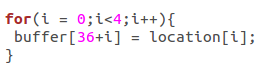 for(i = 0;i<4;i++){
 buffer[36+i] = location[i];
}